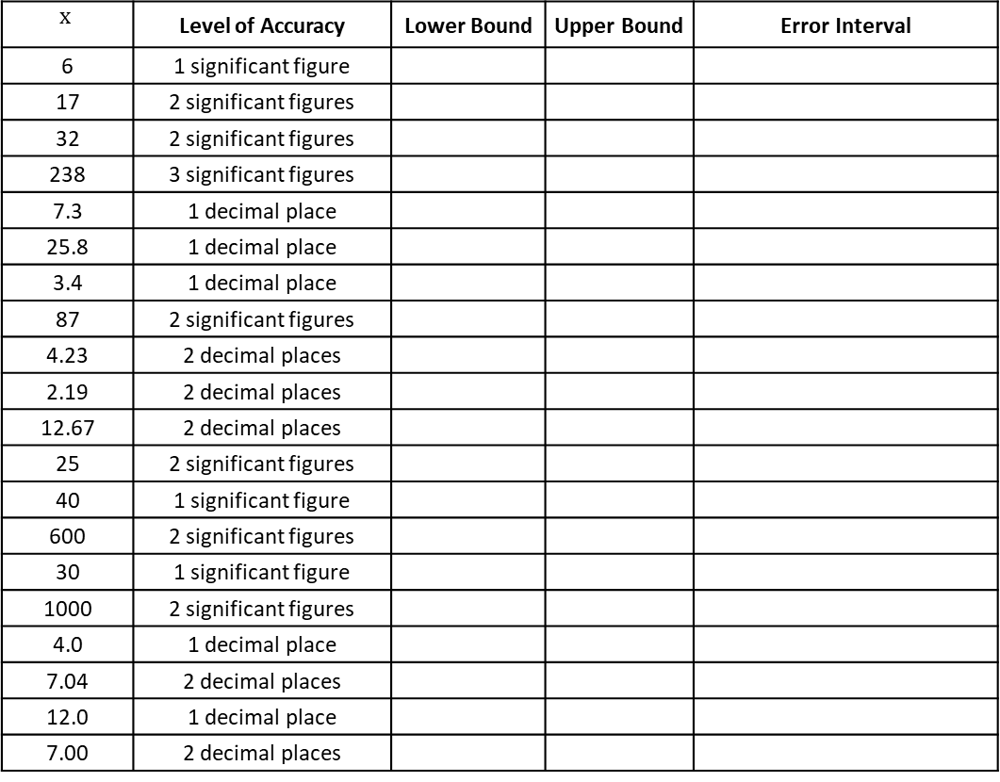 x Level of Accuracy Lower Bound Upper Bound Error Interval
6 1 significant figure
17 2 significant figures
32 2 significant figures
238 3 significant figures
7.3 1 decimal place
25.8 1 decimal place
3.4 1 decimal place
87 2 significant figures
4.23 2 decimal places
2.19 2 decimal places
12.67 2 decimal places
25 2 significant figures
40 1 significant figure
600 2 significant figures
30 1 significant figure
1000 2 significant figures
4.0 1 decimal place
7.04 2 decimal places
12.0 1 decimal place
7.00 2 decimal places